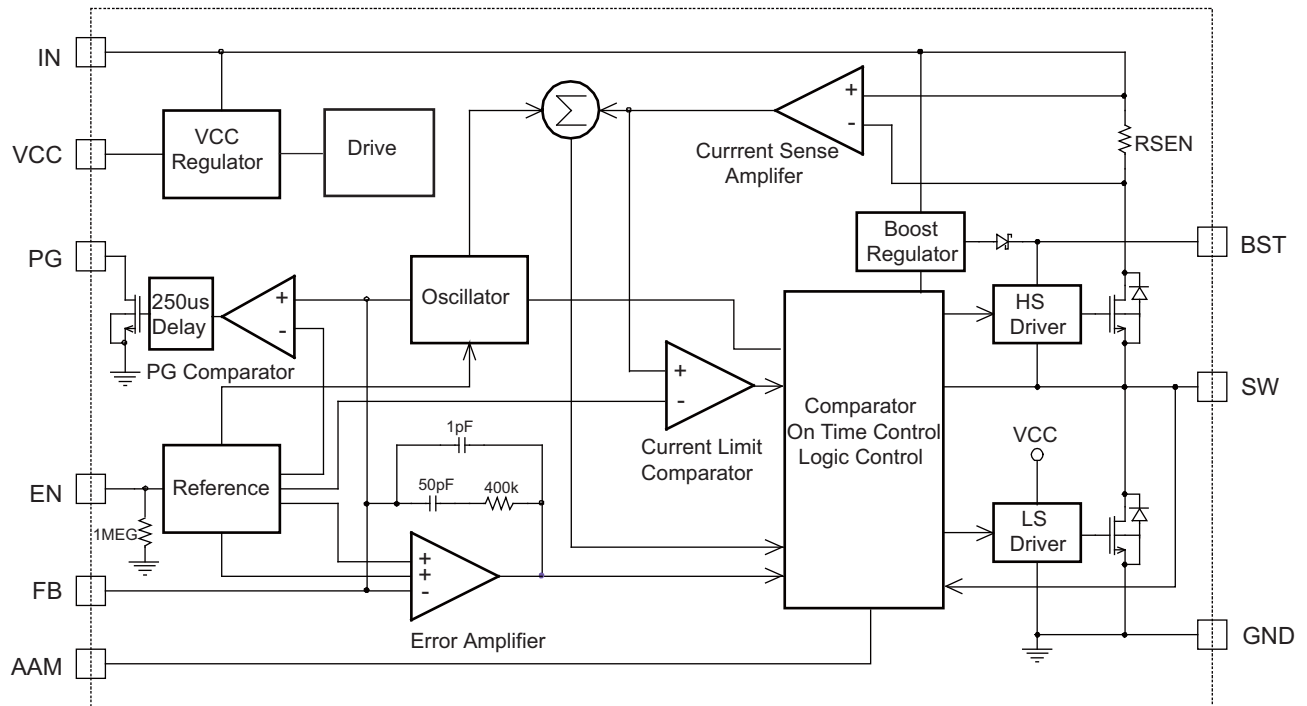 IN
VCC
VCC
Regulator
Drive
Σ
+
-
Currrent Sense
Amplifer
RSEN
PG
250us
Delay
+
-
PG Comparator
Oscillator
Boost
Regulator
BST
HS
Driver
+
-
Current Limit
Comparator
Comparator
On Time Control
Logic Control
SW
VCC
EN
Reference
1MEG
1pF
50pF
400k
LS
Driver
FB
+
+
-
Error Amplifier
AAM
GND